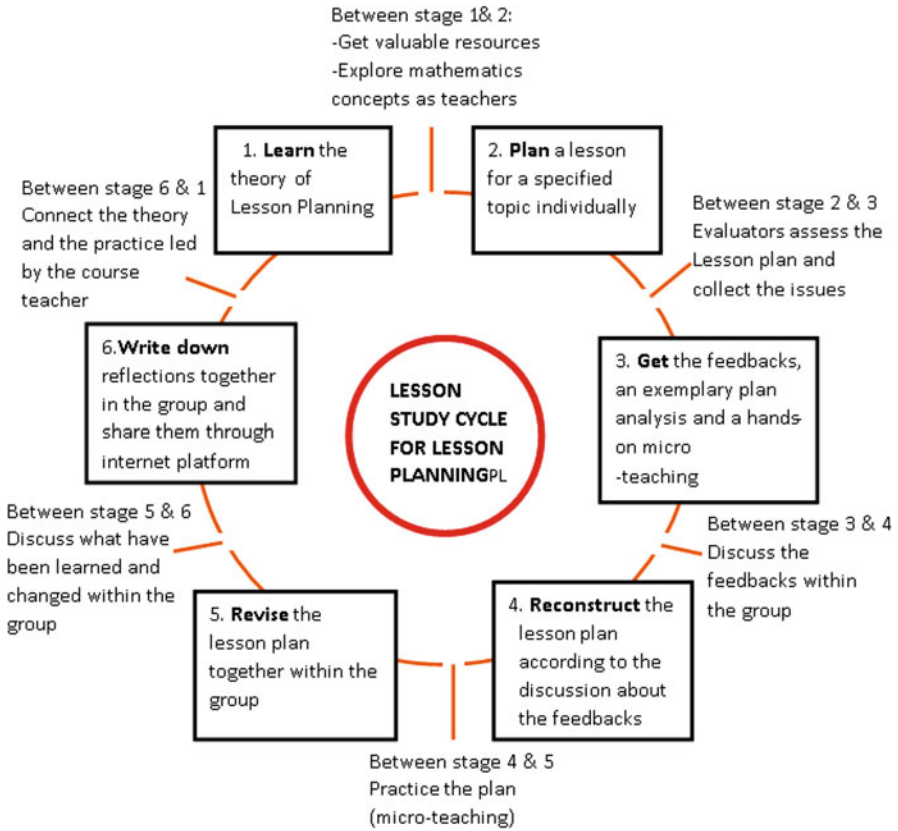 Between stage 1& 2:
-Get valuable resources
-Explore mathematics
concepts as teachers
1. Learn the
theory of
Lesson Planning
2. Plan a lesson
for a specified
topic individually
Between stage 2 & 3
Evaluators assess the
Lesson plan and
collect the issues
3. Get the feedbacks,
an exemplary plan
analysis and a hands-
on micro
-teaching
Between stage 3 & 4
Discuss the
feedbacks within
the group
4. Reconstruct the
lesson plan
according to the
discussion about
the feedbacks
Between stage 4 & 5
Practice the plan
(micro-teaching)
5. Revise the
lesson plan
together within the
group
Between stage 5 & 6
Discuss what have
been learned and
changed within the
group
6.Write down
reflections together
in the group and
share them through
internet platform
Between stage 6 & 1
Connect the theory
and the practice led
by the course
teacher
LESSON
STUDY CYCLE
FOR LESSON
PLANNINGPL